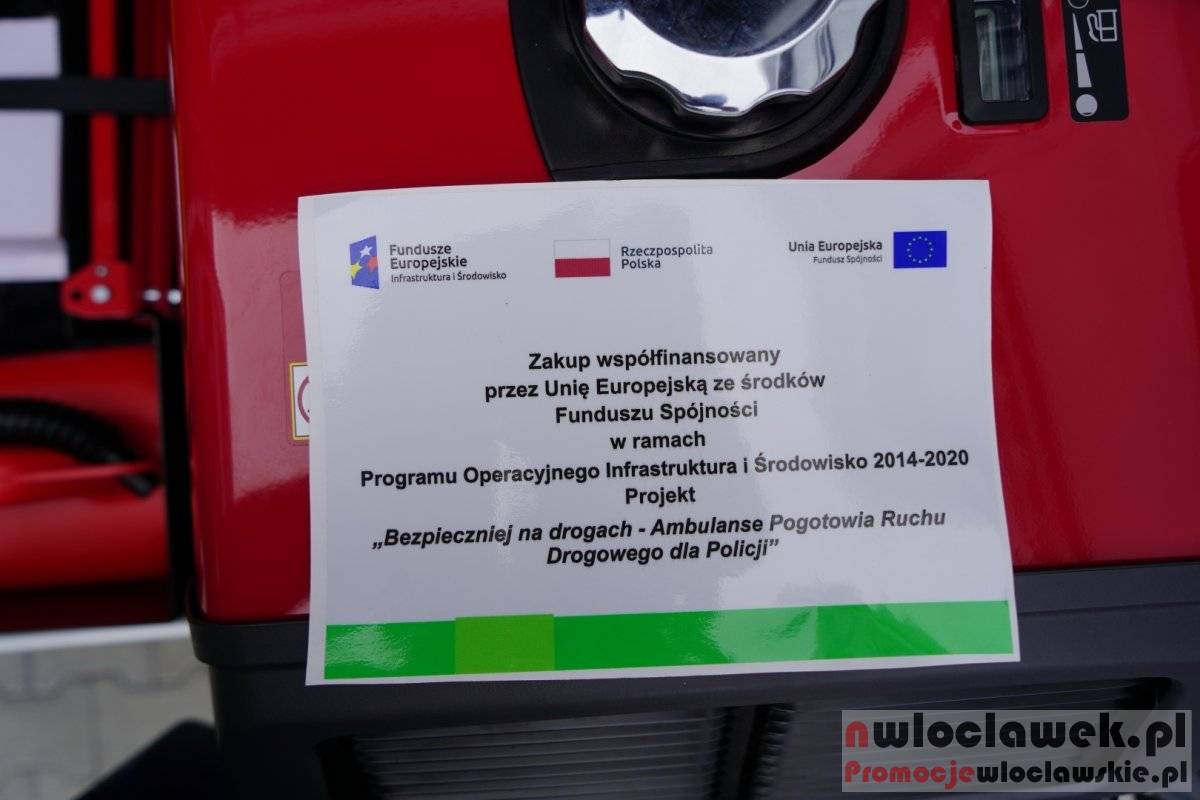 Fundusze
Europejskie
Infrastruktura i Środowisko
Rzeczpospolita
Polska
Unia Europejska
Fundusz Spójności
Zakup współfinansowany
przez Unię Europejską ze środków
Funduszu Spójności
w ramach
Programu Operacyjnego Infrastruktura i Środowisko 2014-2020
Projekt
„Bezpieczniej na drogach - Ambulanse Pogotowia Ruchu
Drogowego dla Policji”
nwloclawek.pl
Promocjewloclawskie.pl